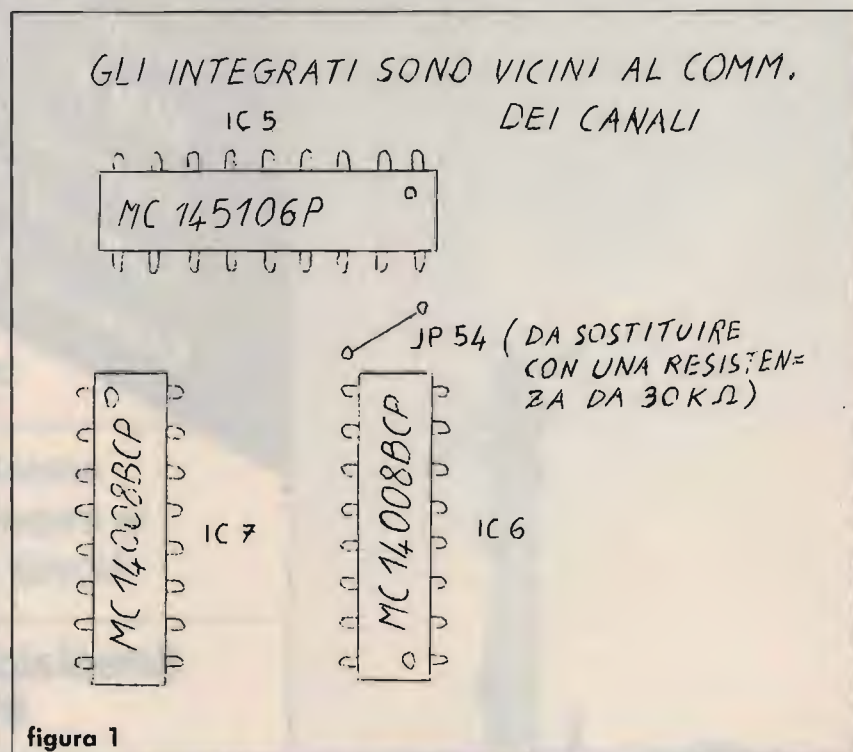 GLI INTEGRATI SONO VICINI AL COMM.
DEI CANALI
IC 5
MC 145106P
JP 54 (DA SOSTITUIRE
CON UNA RESISTEN=
ZA DA 30KΩ)
MC 14008BCP
IC 7
MC 14008BCP
IC 6
figura 1